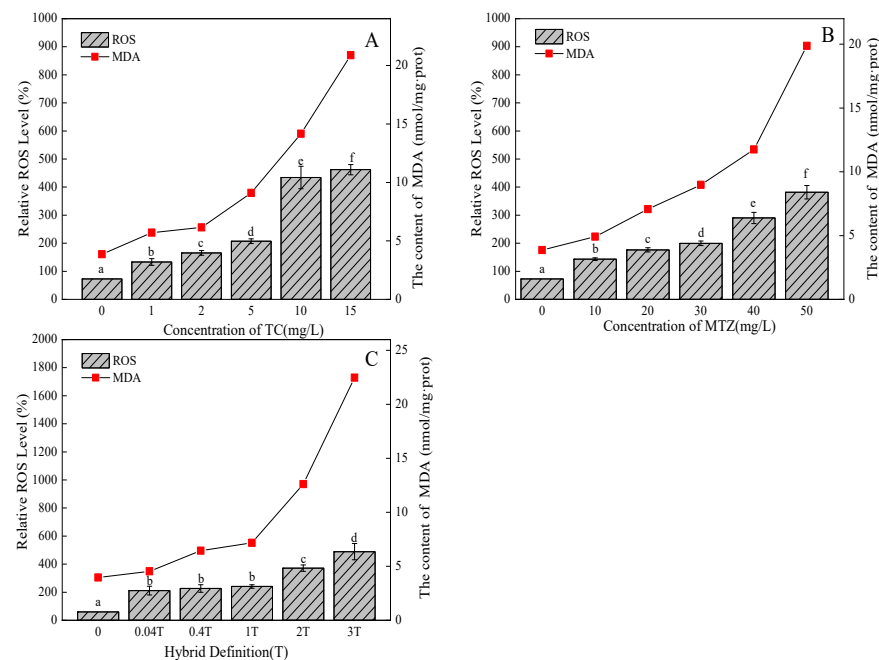 A
ROS
MDA
Relative ROS Level (%)
1000
900
800
700
600
500
400
300
200
100
0
a
b
c
d
e
f
0
1
2
5
10
15
Concentration of TC(mg/L)
20
15
10
5
0
The content of MDA (nmol/mg·prot)
B
ROS
MDA
Relative ROS Level (%)
1000
900
800
700
600
500
400
300
200
100
0
a
b
c
d
e
f
0
10
20
30
40
50
Concentration of MTZ(mg/L)
20
15
10
5
0
The content of MDA (nmol/mg·prot)
C
ROS
MDA
Relative ROS Level (%)
2000
1800
1600
1400
1200
1000
800
600
400
200
0
a
b
b
b
c
d
0
0.04T
0.4T
1T
2T
3T
Hybrid Definition(T)
25
20
15
10
5
0
The content of MDA (nmol/mg·prot)